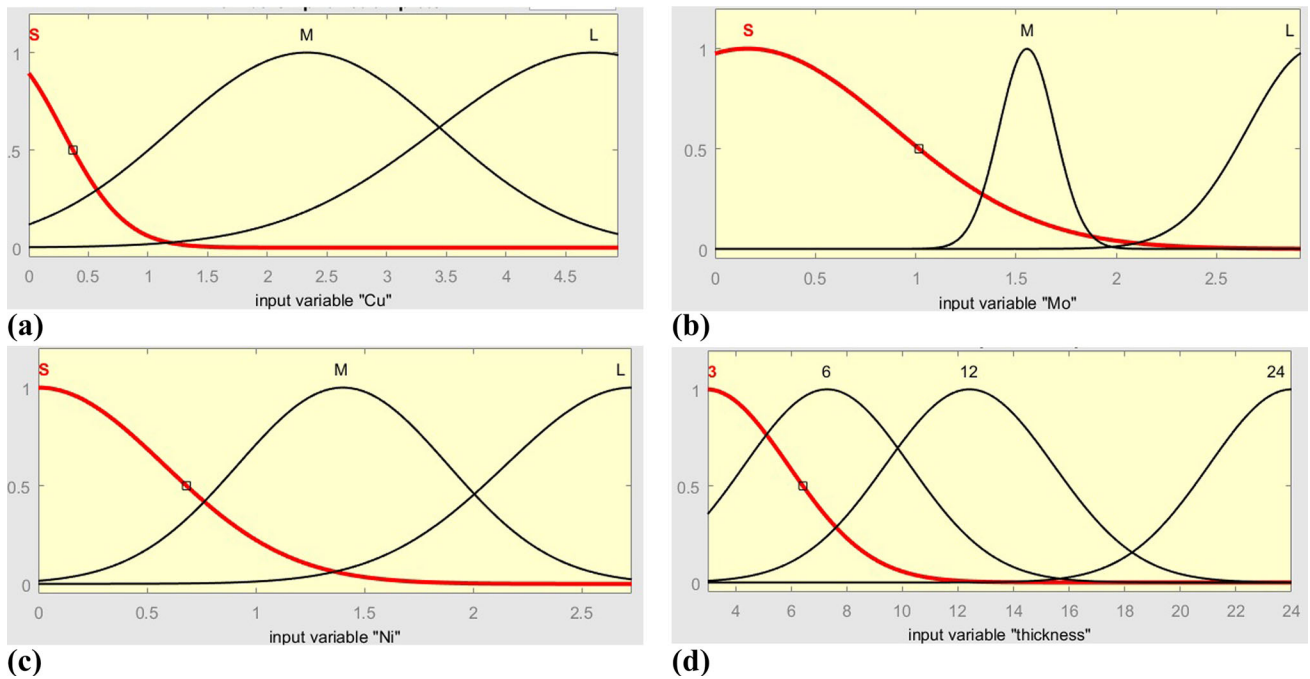 S M L
1
.5
0
0 0.5 1 1.5 2 2.5 3 3.5 4 4.5
input variable "Cu"
(a)
S M L
1
0.5
0
0 0.5 1 1.5 2 2.5
input variable "Mo"
(b)
S M L
1
0.5
0
0 0.5 1 1.5 2 2.5
input variable "Ni"
(c)
3 6 12 24
1
0.5
0
4 6 8 10 12 14 16 18 20 22 24
input variable "thickness"
(d)